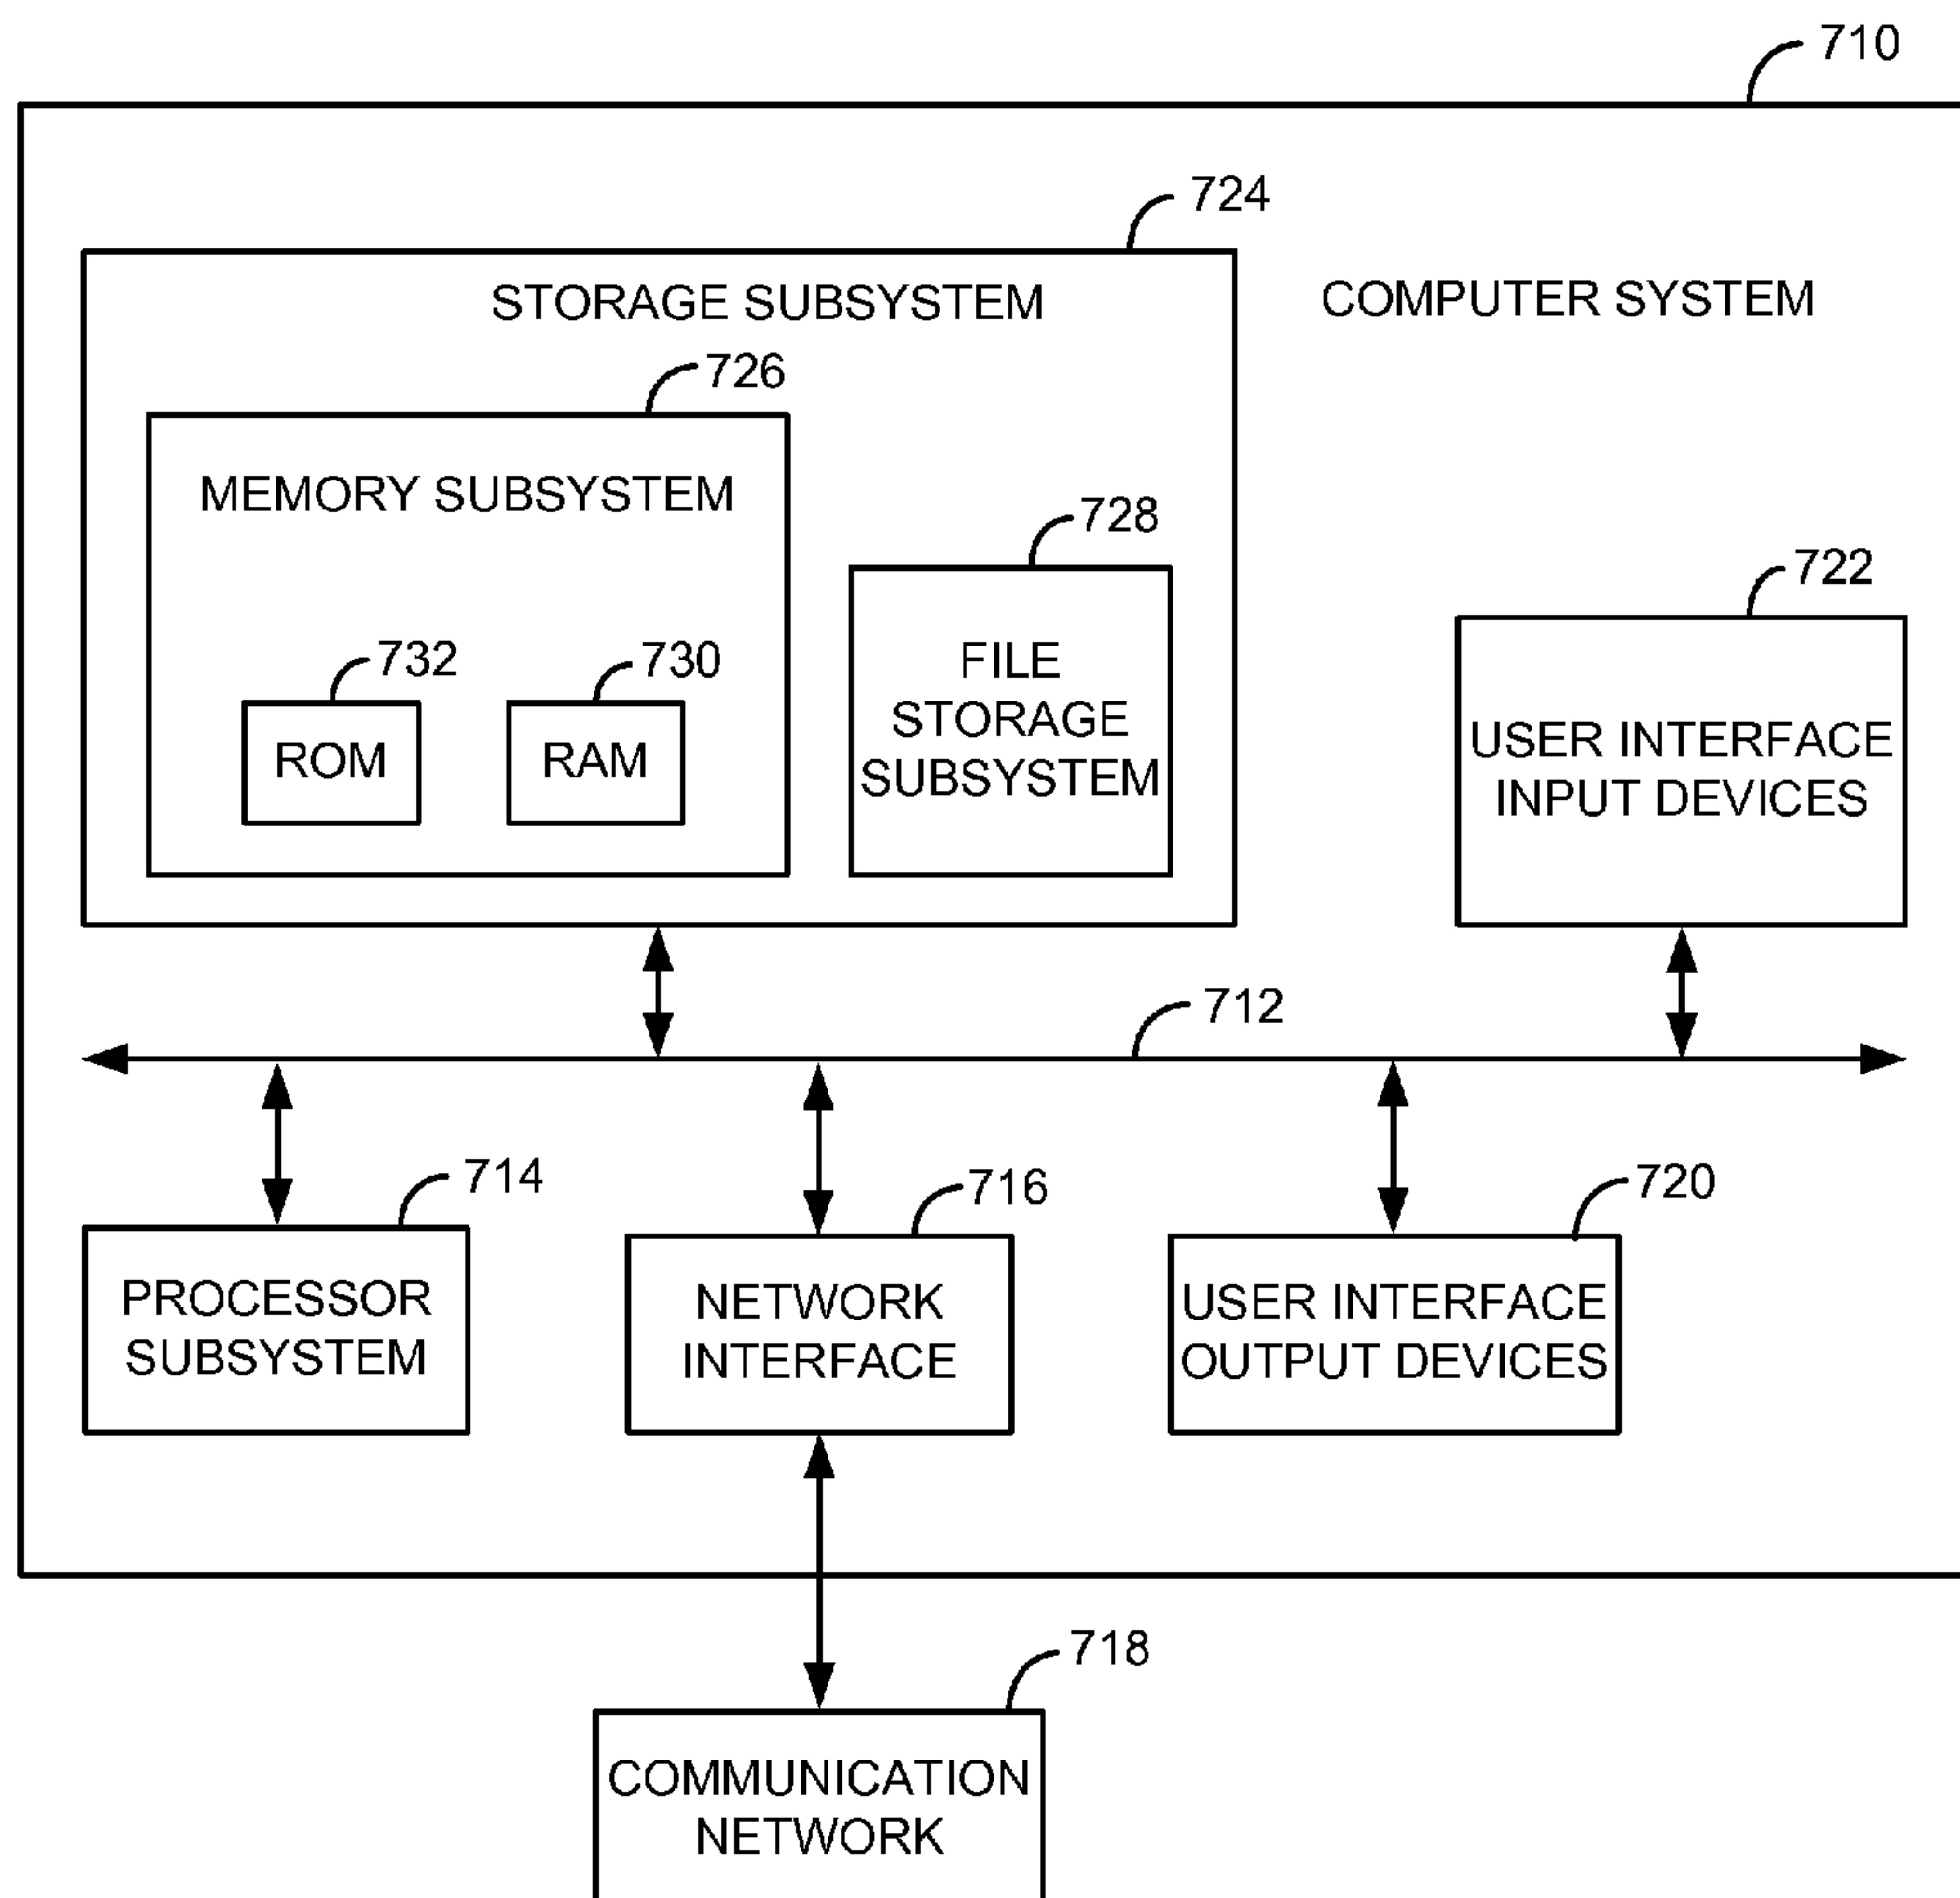 710
724
STORAGE SUBSYSTEM
COMPUTER SYSTEM
726
MEMORY SUBSYSTEM
728
722
732
730
FILE
STORAGE
SUBSYSTEM
ROM
RAM
USER INTERFACE
INPUT DEVICES
712
714
716
720
PROCESSOR
SUBSYSTEM
NETWORK
INTERFACE
USER INTERFACE
OUTPUT DEVICES
718
COMMUNICATION
NETWORK